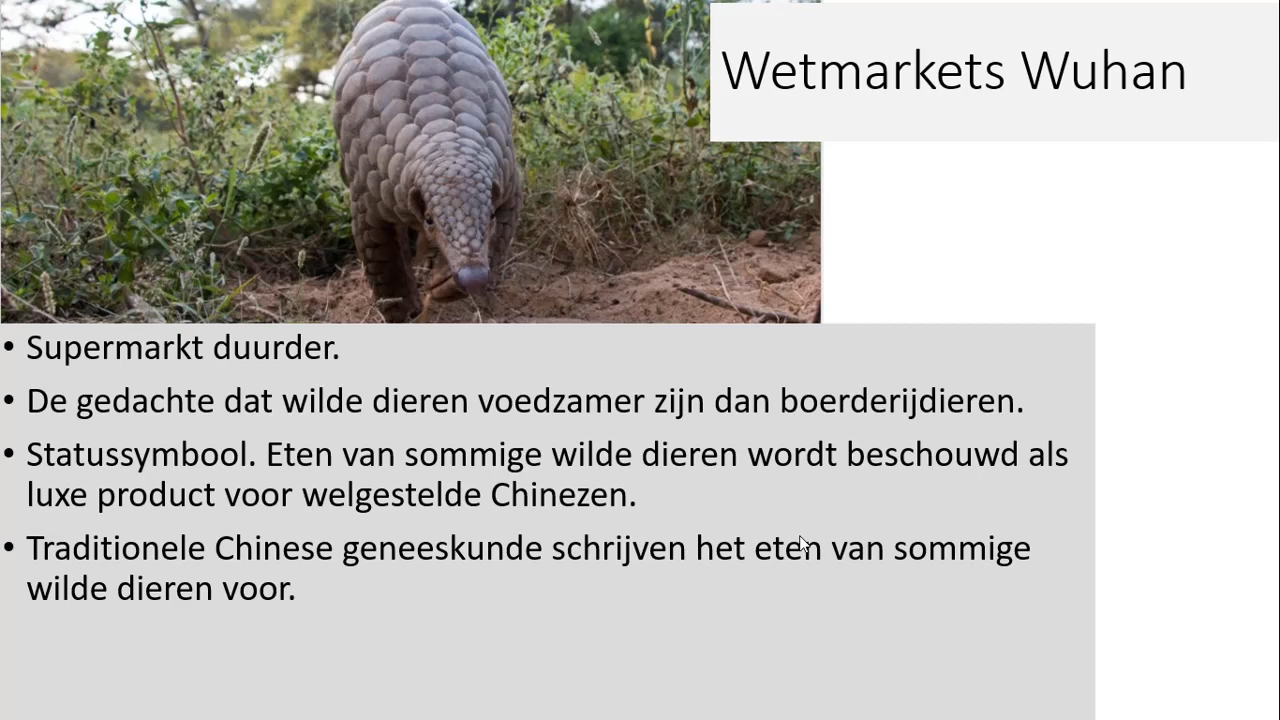 Wetmarkets Wuhan
• Supermarkt duurder.
• De gedachte dat wilde dieren voedzamer zijn dan boerderijdieren.
• Statussymbool. Eten van sommige wilde dieren wordt beschouwd als
luxe product voor welgestelde Chinezen.
• Traditionele Chinese geneeskunde schrijven het eten van sommige
wilde dieren voor.